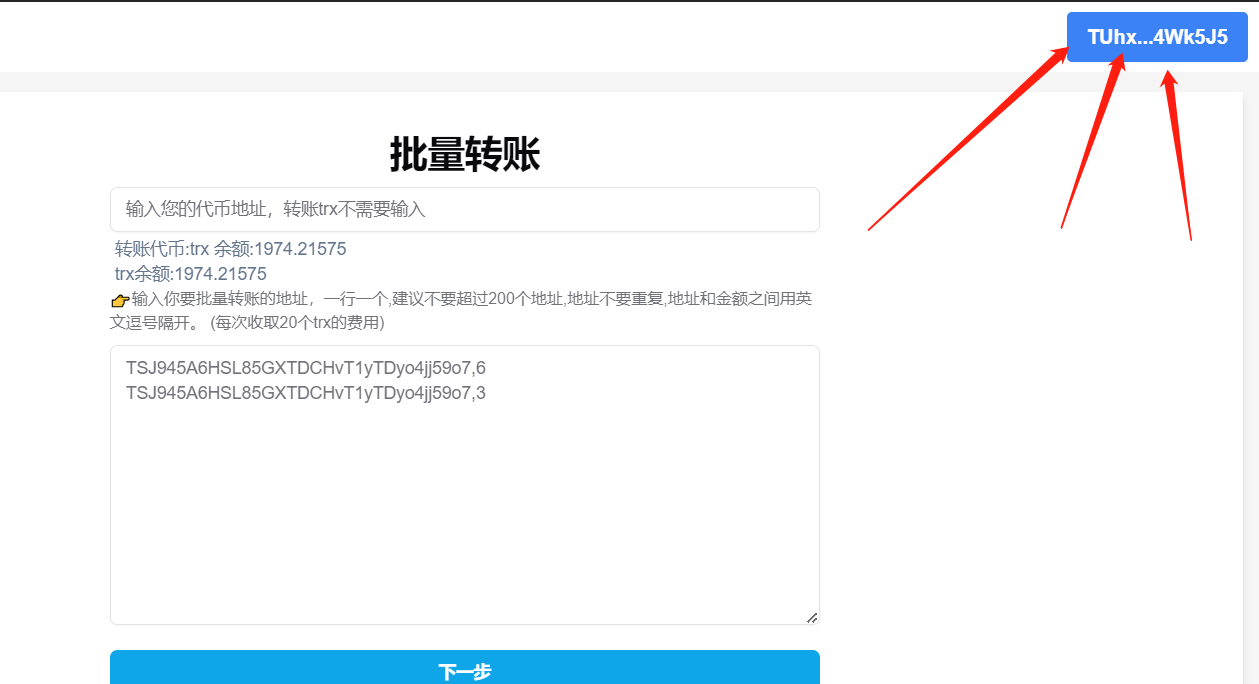 TUhx...4Wk5J5
批量转账
输入您的代币地址，转账trx不需要输入
转账代币:trx 余额:1974.21575
trx余额:1974.21575
👉输入你要批量转账的地址，一行一个,建议不要超过200个地址,地址不要重复,地址和金额之间用英
文逗号隔开。 (每次收取20个trx的费用)
TSJ945A6HSL85GXTDCHvT1yTDyo4jj59o7,6
TSJ945A6HSL85GXTDCHvT1yTDyo4jj59o7,3
下一步